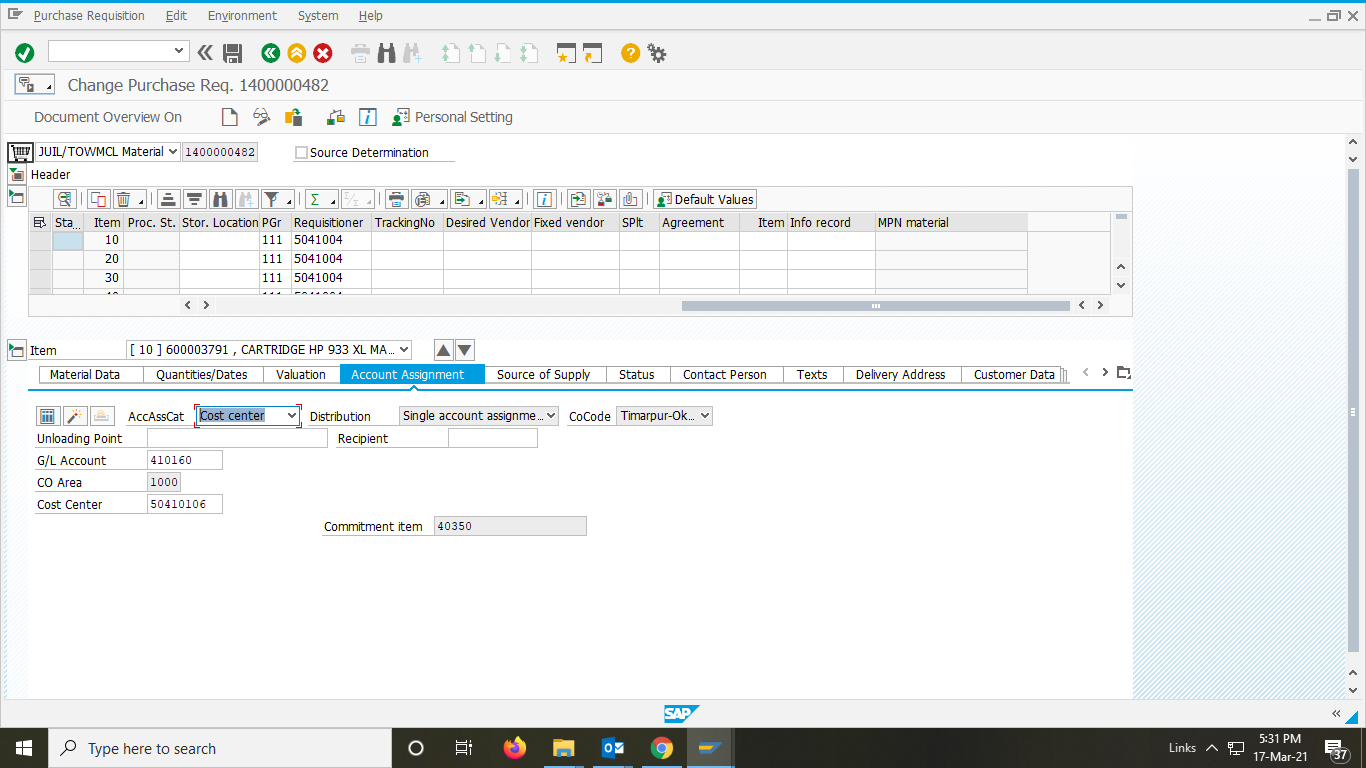 Purchase Requisition Edit Environment System Help
Change Purchase Req. 1400000482
Document Overview On Personal Setting
JUIL/TOWMCL Material 1400000482 Source Determination
Header
Default Values
Sta.. Item Proc. St. Stor. Location PGr Requisitioner TrackingNo Desired Vendor Fixed vendor SPlt Agreement Item Info record MPN material
10 111 5041004
20 111 5041004
30 111 5041004
Item [ 10 ] 600003791 , CARTRIDGE HP 933 XL MA...
Material Data Quantities/Dates Valuation Account Assignment Source of Supply Status Contact Person Texts Delivery Address Customer Data
AccAssCat Cost center Distribution Single account assignme... CoCode Timarpur-Ok...
Unloading Point Recipient
G/L Account 410160
CO Area 1000
Cost Center 50410106
Commitment item 40350
SAP
Type here to search
Links
5:31 PM
17-Mar-21
37